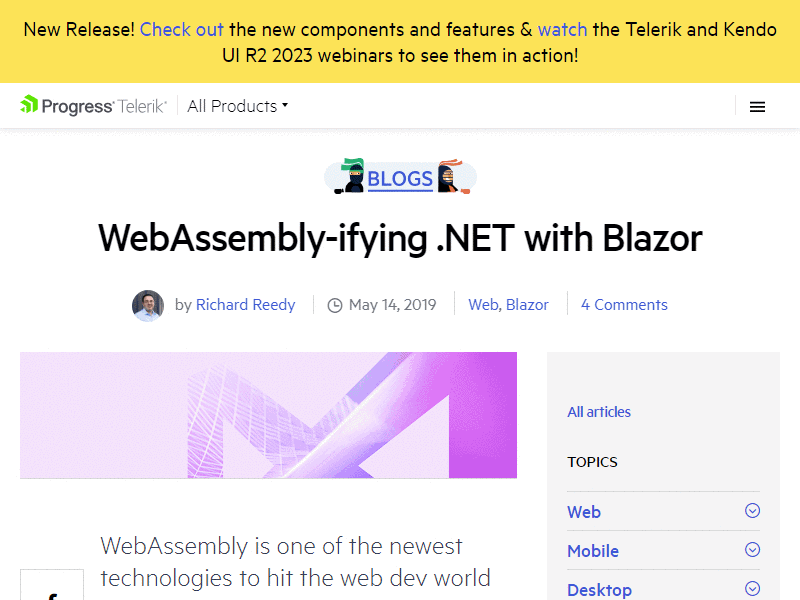 New Release! Check out the new components and features & watch the Telerik and Kendo
UI R2 2023 webinars to see them in action!
Progress Telerik
All Products
BLOGS
WebAssembly-ifying .NET with Blazor
by Richard Reedy
May 14, 2019
Web, Blazor
4 Comments
All articles
TOPICS
Web
Mobile
Desktop
WebAssembly is one of the newest
technologies to hit the web dev world